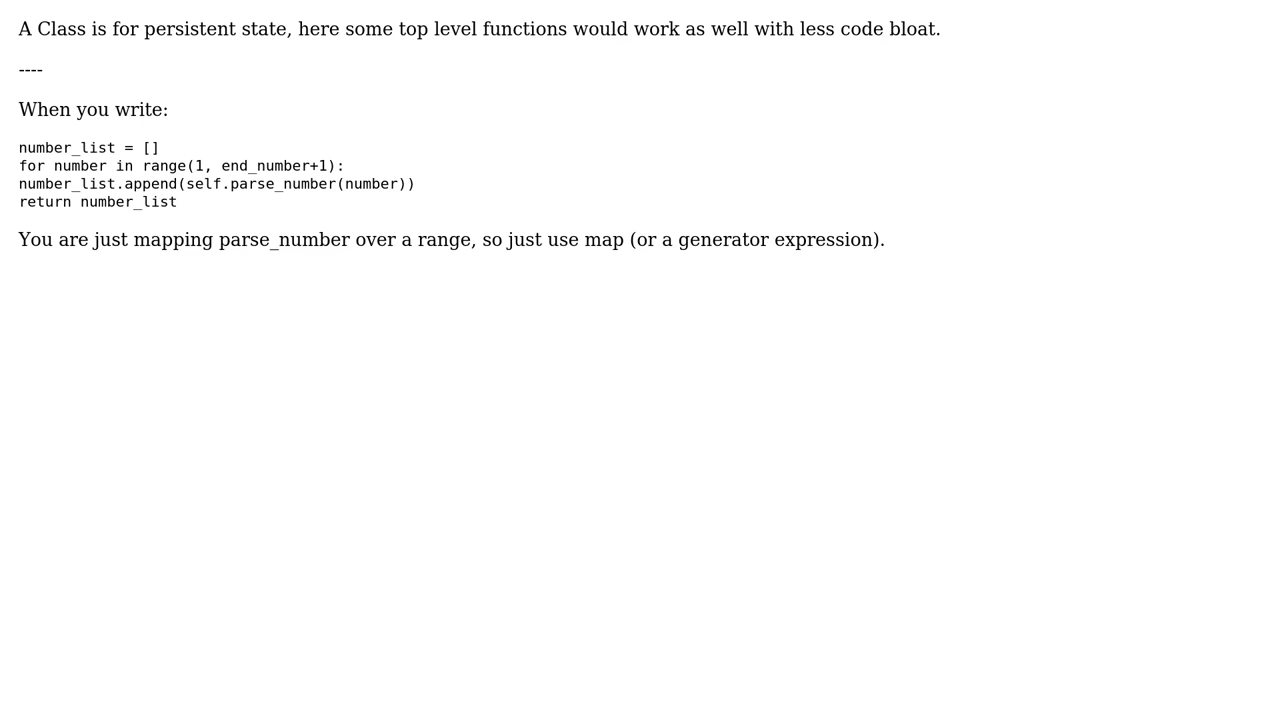 A Class is for persistent state, here some top level functions would work as well with less code bloat.
----
When you write:
number_list = []
for number in range(1, end_number+1):
number_list.append(self.parse_number(number))
return number_list
You are just mapping parse_number over a range, so just use map (or a generator expression).